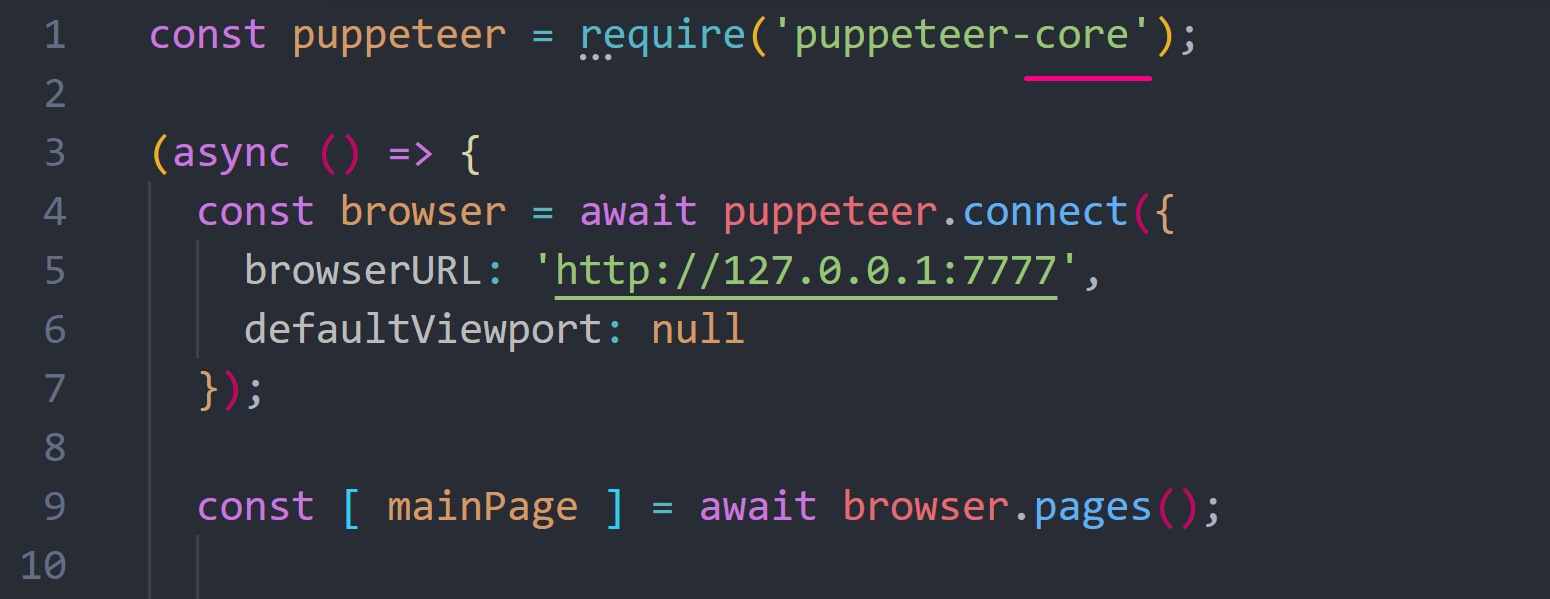 1 const puppeteer = require('puppeteer-core');
2
3 (async () => {
4 const browser = await puppeteer.connect({
5 browserURL: 'http://127.0.0.1:7777',
6 defaultViewport: null
7 });
8
9 const [ mainPage ] = await browser.pages();
10